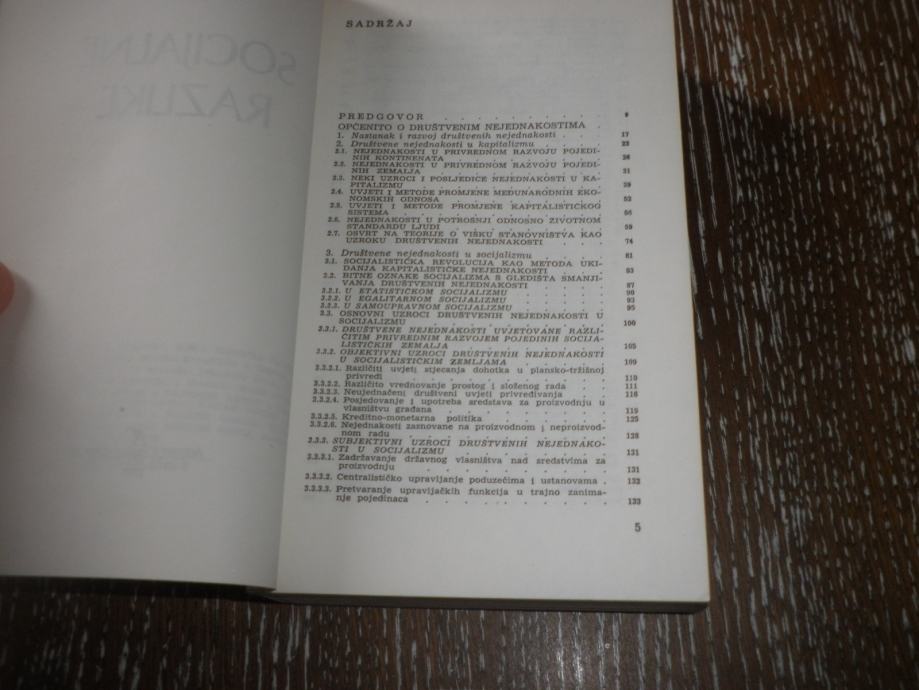 SOCIJALNE
RAZLIKE
SADRŽAJ
PREDGOVOR . . . . . . . . . 9
OPĆENITO O DRUŠTVENIM NEJEDNAKOSTIMA .
1. Nastanak i razvoj društvenih nejednakosti . . . 17
2. Društvene nejednakosti u kapitalizmu . . . . 23
2.1. NEJEDNAKOSTI U PRIVREDNOM RAZVOJU POJEDI-
NIH KONTINENATA . . . . . . . 26
2.2. NEJEDNAKOSTI U PRIVREDNOM RAZVOJU POJEDI-
NIH ZEMALJA . . . . . . . . 31
2.3. NEKI UZROCI I POSLJEDICE NEJEDNAKOSTI U KA-
PITALIZMU . . . . . . . . . 39
2.4. UVJETI I METODE PROMJENE MEĐUNARODNIH EKO-
NOMSKIH ODNOSA . . . . . . . 52
2.5. UVJETI I METODE PROMJENE KAPITALISTIČKOG
SISTEMA . . . . . . . . . . 56
2.6. NEJEDNAKOSTI U POTROŠNJI ODNOSNO ŽIVOTNOM
STANDARDU LJUDI . . . . . . . 59
2.7. OSVRT NA TEORIJE O VIŠKU STANOVNIŠTVA KAO
UZROKU DRUŠTVENIH NEJEDNAKOSTI . . . 74
3. Društvene nejednakosti u socijalizmu . . . . 81
3.1. SOCIJALISTIČKA REVOLUCIJA KAO METODA UKI-
DANJA KAPITALISTIČKE NEJEDNAKOSTI . . . 83
3.2. BITNE OZNAKE SOCIJALIZMA S GLEDIŠTA SMANJI-
VANJA DRUŠTVENIH NEJEDNAKOSTI . . . . 87
3.2.1. U ETATISTIČKOM SOCIJALIZMU . . . . . 90
3.2.2. U EGALITARNOM SOCIJALIZMU . . . . . 93
3.2.3. U SAMOUPRAVNOM SOCIJALIZMU . . . . 95
3.3. OSNOVNI UZROCI DRUŠTVENIH NEJEDNAKOSTI U
SOCIJALIZMU . . . . . . . . . 100
3.3.1. DRUŠTVENE NEJEDNAKOSTI UVJETOVANE RAZLI-
ČITIM PRIVREDNIM RAZVOJEM POJEDINIH SOCIJA-
LISTIČKIH ZEMALJA . . . . . . . 105
3.3.2. OBJEKTIVNI UZROCI DRUŠTVENIH NEJEDNAKOSTI
U SOCIJALISTIČKIM ZEMLJAMA . . . . . 109
3.3.2.1. Različiti uvjeti stjecanja dohotka u plansko-tržišnoj
privredi . . . . . . . . . . 110
3.3.2.2. Različito vrednovanje prostog i složenog rada . . 111
3.3.2.3. Neujednačeni društveni uvjeti privređivanja . . . 116
3.3.2.4. Posjedovanje i upotreba sredstava za proizvodnju u
vlasništvu građana . . . . . . . 119
3.3.2.5. Kreditno-monetarna politika . . . . . . 125
3.3.2.6. Nejednakosti zasnovane na proizvodnom i neproizvod-
nom radu . . . . . . . . . 128
3.3.3. SUBJEKTIVNI UZROCI DRUŠTVENIH NEJEDNAKO-
STI U SOCIJALIZMU . . . . . . . 131
3.3.3.1. Zadržavanje državnog vlasništva nad sredstvima za
proizvodnju . . . . . . . . . 131
3.3.3.2. Centralističko upravljanje poduzećima i ustanovama . 132
3.3.3.3. Pretvaranje upravljačkih funkcija u trajno zanima-
nje pojedinaca . . . . . . . . 133
5